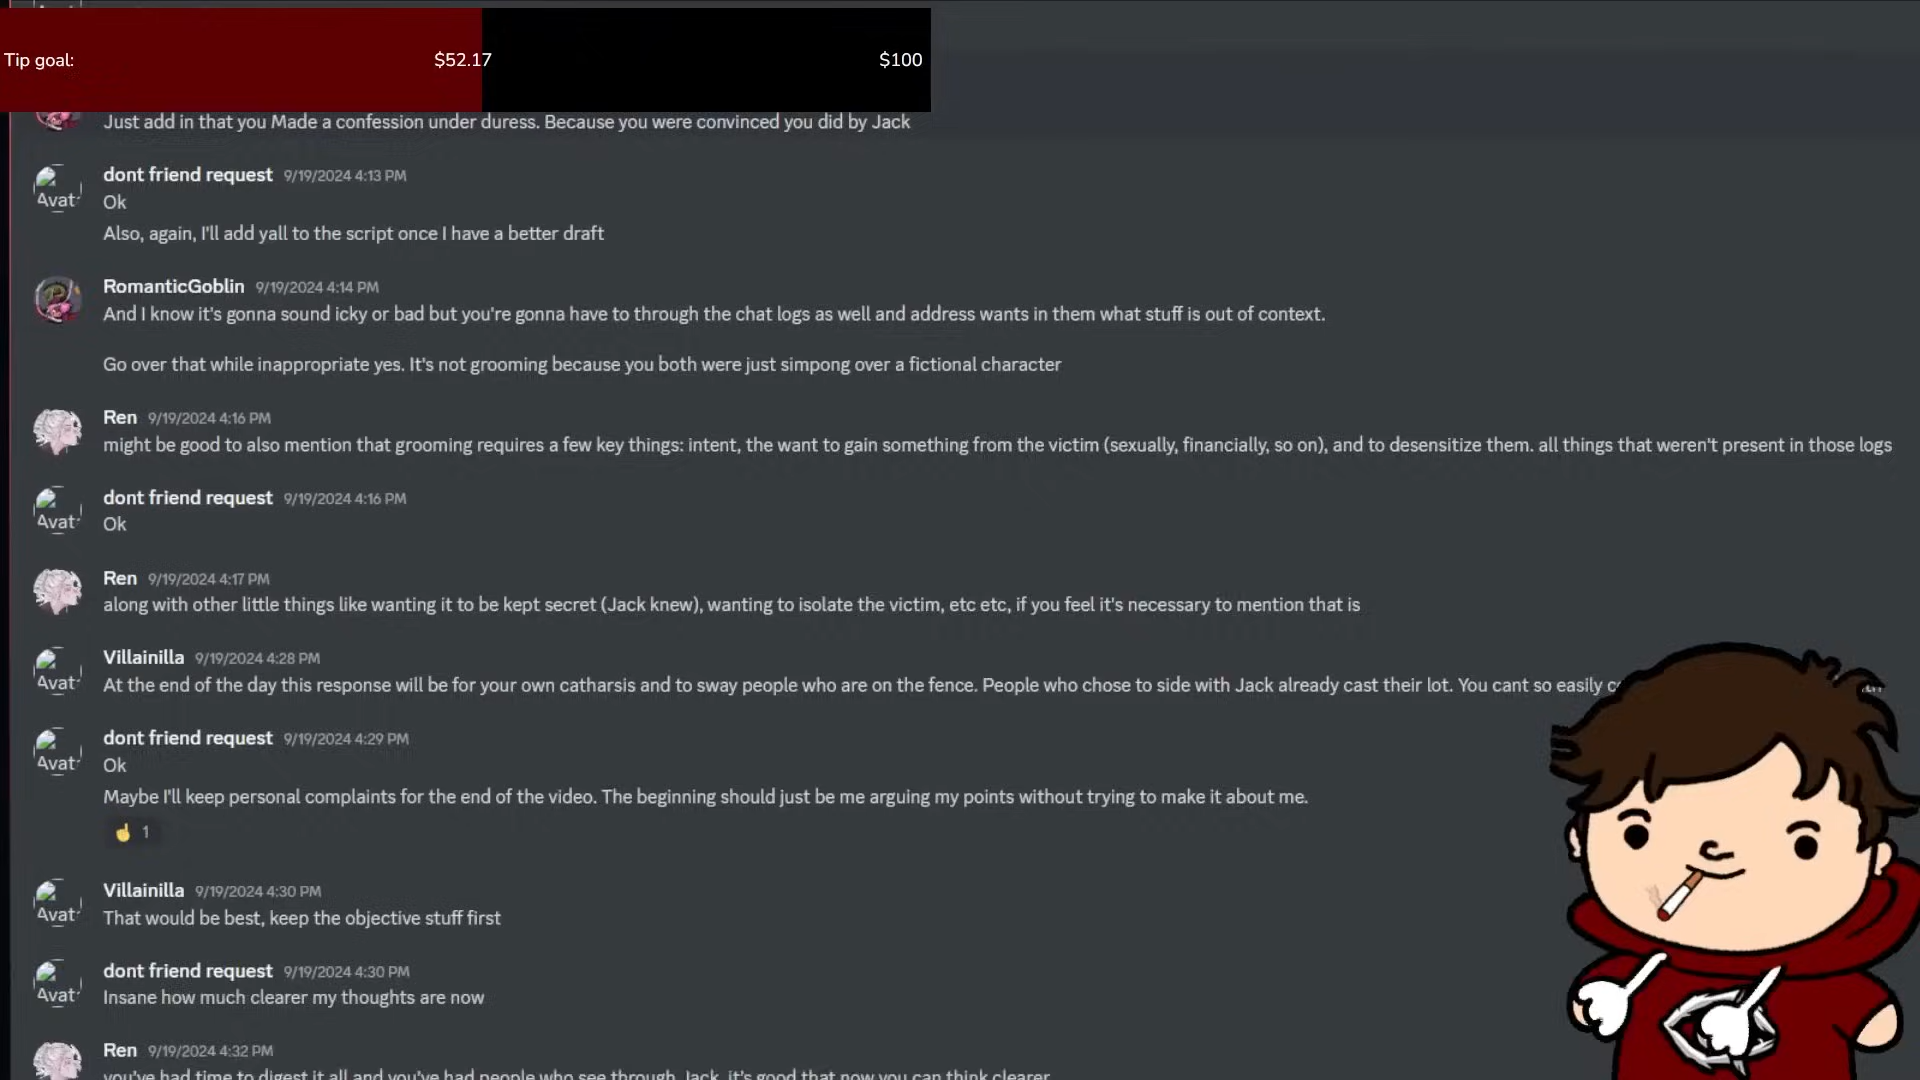 Tip goal: $52.17 $100
Just add in that you Made a confession under duress. Because you were convinced you did by Jack
dont friend request 9/19/2024 4:13 PM
Avat
Ok
Also, again, I'll add yall to the script once I have a better draft
RomanticGoblin 9/19/2024 4:14 PM
And I know it's gonna sound icky or bad but you're gonna have to through the chat logs as well and address wants in them what stuff is out of context.
Go over that while inappropriate yes. It's not grooming because you both were just simpong over a fictional character
Ren 9/19/2024 4:16 PM
might be good to also mention that grooming requires a few key things: intent, the want to gain something from the victim (sexually, financially, so on), and to desensitize them. all things that weren't present in those logs
dont friend request 9/19/2024 4:16 PM
Avat
Ok
Ren 9/19/2024 4:17 PM
along with other little things like wanting it to be kept secret (Jack knew), wanting to isolate the victim, etc etc, if you feel it's necessary to mention that is
Villainilla 9/19/2024 4:28 PM
Avat
At the end of the day this response will be for your own catharsis and to sway people who are on the fence. People who chose to side with Jack already cast their lot. You cant so easily
dont friend request 9/19/2024 4:29 PM
Avat
Ok
Maybe I'll keep personal complaints for the end of the video. The beginning should just be me arguing my points without trying to make it about me.
1
Villainilla 9/19/2024 4:30 PM
Avat
That would be best, keep the objective stuff first
dont friend request 9/19/2024 4:30 PM
Avat
Insane how much clearer my thoughts are now
Ren 9/19/2024 4:32 PM
you've had time to digest it all and you've had people who see through Jack, it's good that now you can think clearer